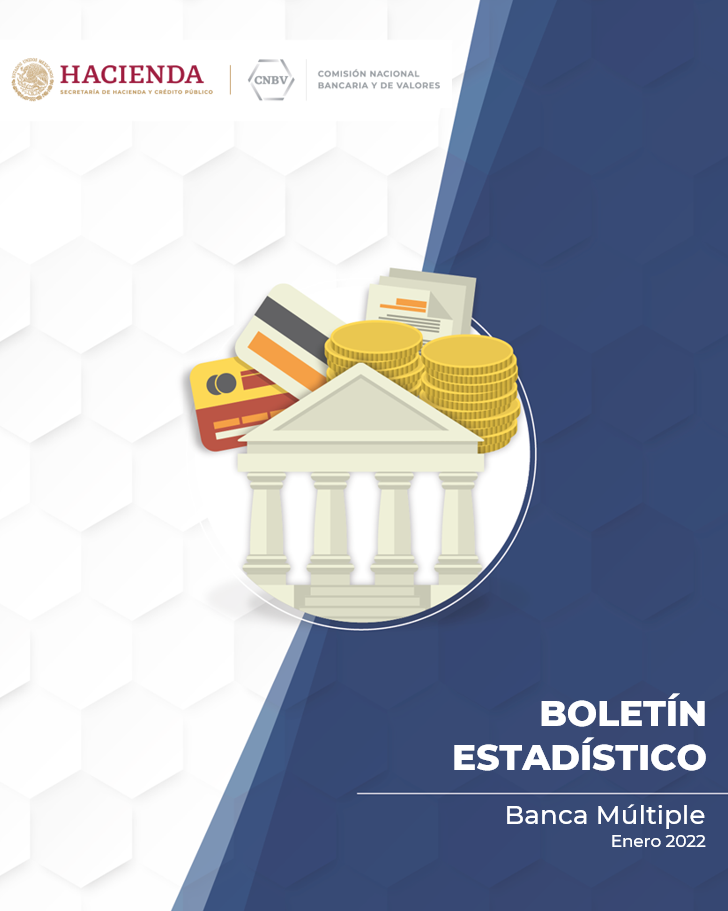 HACIENDA
SECRETARÍA DE HACIENDA Y CRÉDITO PÚBLICO
CNBV
COMISIÓN NACIONAL
BANCARIA Y DE VALORES
BOLETÍN
ESTADÍSTICO
Banca Múltiple
Enero 2022